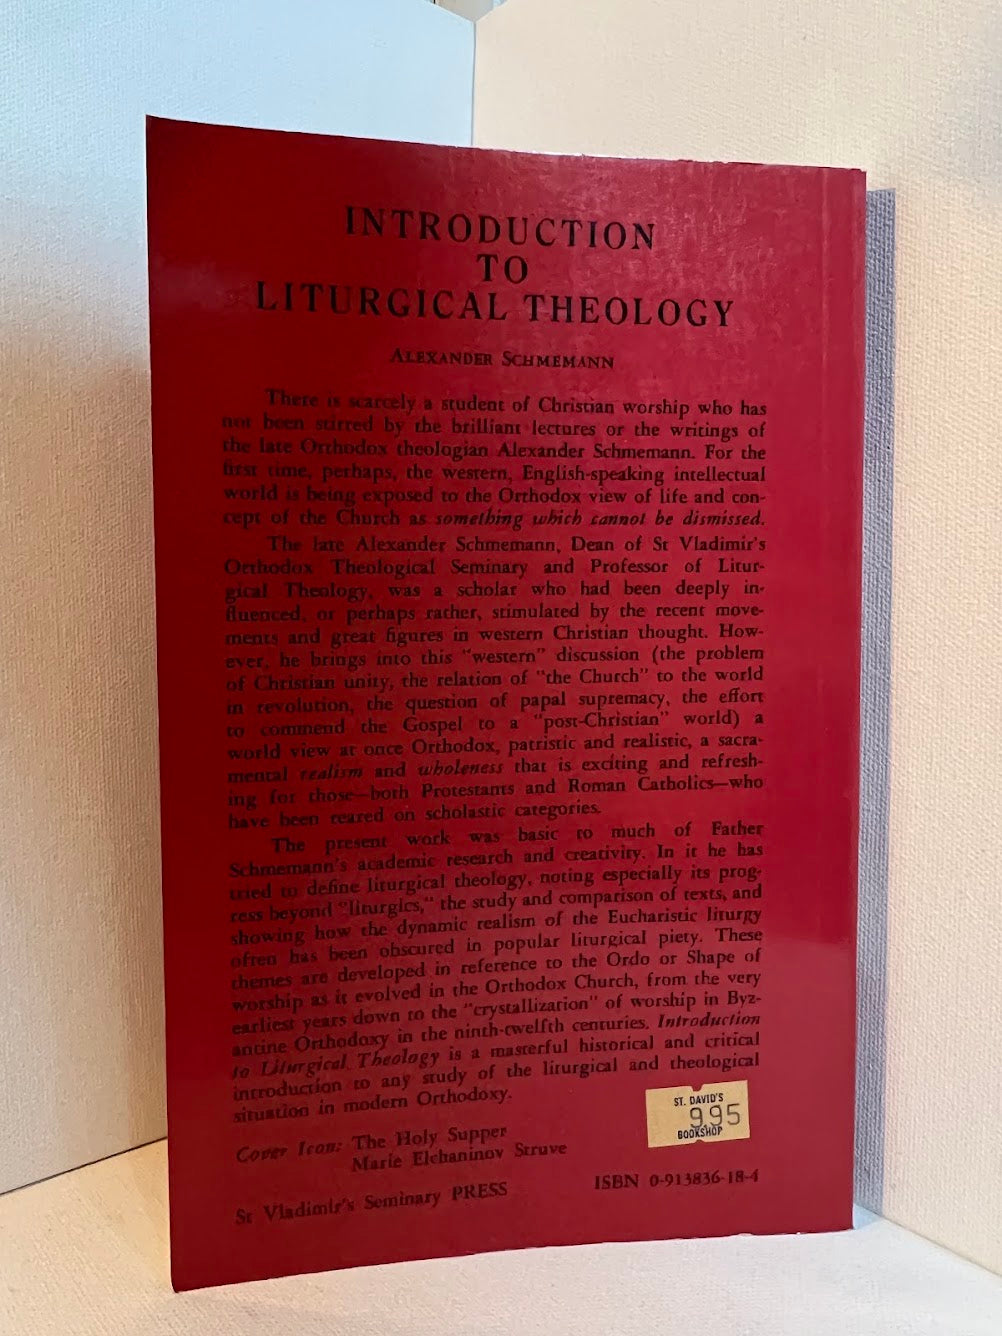 INTRODUCTION
TO
LITURGICAL THEOLOGY
ALEXANDER SCHMEMANN
There is scarcely a student of Christian worship who has
not been stirred by the brilliant lectures or the writings of
the late Orthodox theologian Alexander Schmemann. For the
first time, perhaps, the western, English-speaking intellectual
world is being exposed to the Orthodox view of life and con-
cept of the Church as something which cannot be dismissed.
The late Alexander Schmemann, Dean of St Vladimir's
Orthodox Theological Seminary and Professor of Litur-
gical Theology, was a scholar who had been deeply in-
fluenced, or perhaps rather, stimulated by the recent move-
ments and great figures in western Christian thought. How-
ever, he brings into this "western" discussion (the problem
of Christian unity, the relation of "the Church" to the world
in revolution, the question of papal supremacy, the effort
to commend the Gospel to a "post-Christian" world) a
world view at once Orthodox, patristic and realistic, a sacra-
mental realism and wholeness that is exciting and refresh-
ing for those—both Protestants and Roman Catholics—who
have been reared on scholastic categories.
The present work was basic to much of Father
Schmemann's academic research and creativity. In it he has
tried to define liturgical theology, noting especially its prog-
ress beyond "liturgics," the study and comparison of texts, and
showing how the dynamic realism of the Eucharistic liturgy
often has been obscured in popular liturgical piety. These
themes are developed in reference to the Ordo or Shape of
worship as it evolved in the Orthodox Church, from the very
earliest years down to the "crystallization" of worship in Byz-
antine Orthodoxy in the ninth-twelfth centuries. Introduction
to Liturgical Theology is a masterful historical and critical
introduction to any study of the liturgical and theological
situation in modern Orthodoxy.
ST. DAVID'S
9.95
BOOKSHOP
Cover Icon: The Holy Supper
Marie Elchaninov Struve
St Vladimir's Seminary PRESS
ISBN 0-913836-18-4